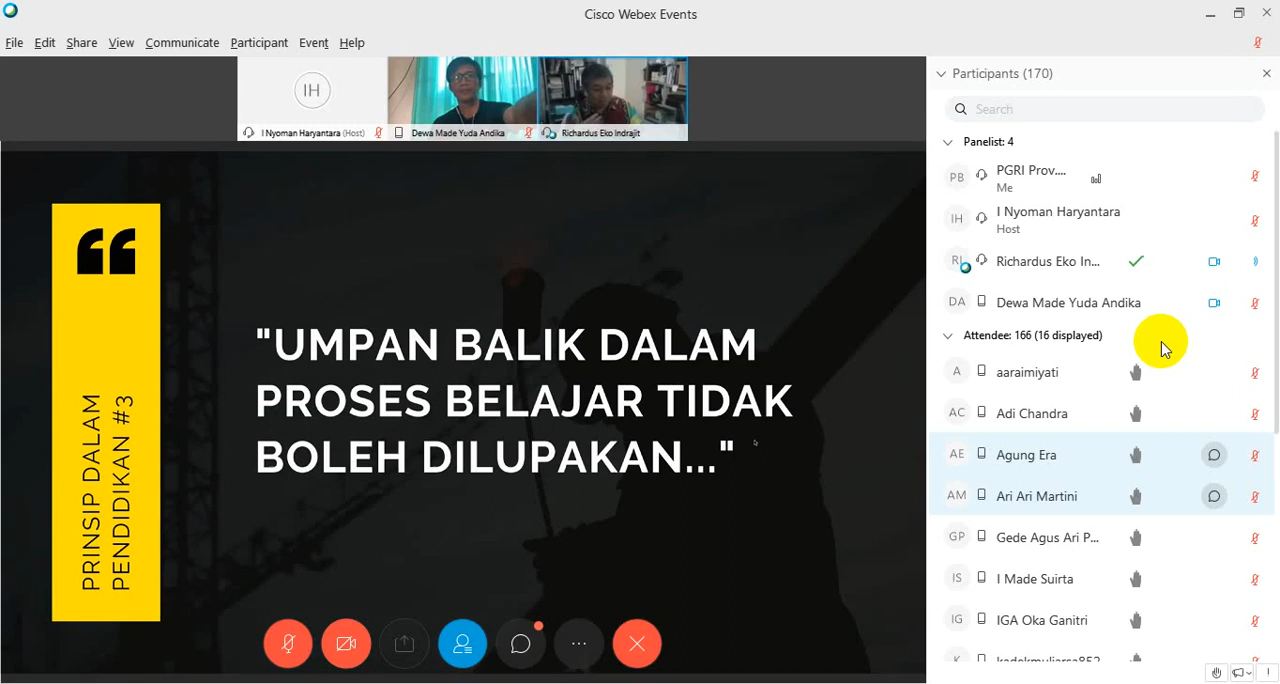 Cisco Webex Events
File Edit Share View Communicate Participant Event Help
IH
I Nyoman Haryantara (Host)
Dewa Made Yuda Andika
Richardus Eko Indrajit
"UMPAN BALIK DALAM
PROSES BELAJAR TIDAK
BOLEH DILUPAKAN..."
PRINSIP DALAM
PENDIDIKAN #3
Participants (170)
Search
Panelist: 4
PB PGRI Prov....
Me
IH I Nyoman Haryantara
Host
RI Richardus Eko In...
DA Dewa Made Yuda Andika
Attendee: 166 (16 displayed)
A aaraimiyati
AC Adi Chandra
AE Agung Era
AM Ari Ari Martini
GP Gede Agus Ari P...
IS I Made Suirta
IG IGA Oka Ganitri
K kadekmuliarsa852